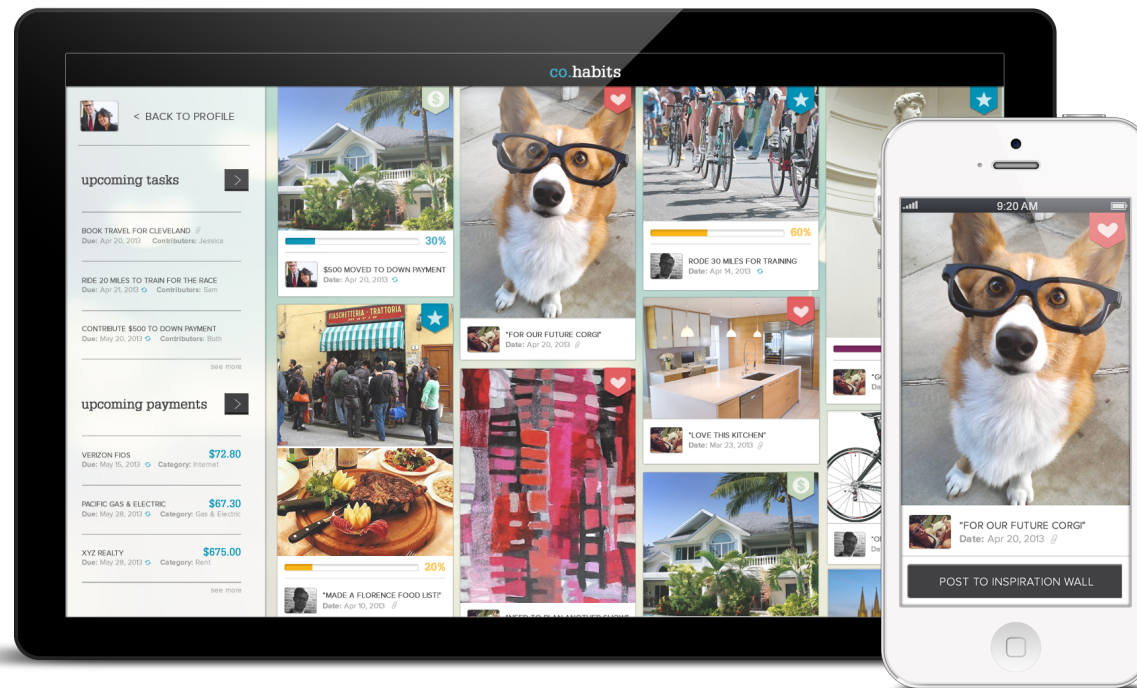 co.habits
< BACK TO PROFILE
upcoming tasks
BOOK TRAVEL FOR CLEVELAND
Due: Apr 20, 2013 Contributors: Jessica
RIDE 20 MILES TO TRAIN FOR THE RACE
Due: Apr 21, 2013 Contributors: Sam
CONTRIBUTE $500 TO DOWN PAYMENT
Due: May 20, 2013 Contributors: Both
see more
upcoming payments
VERIZON FIOS $72.80
Due: May 15, 2013 Category: Internet
PACIFIC GAS & ELECTRIC $67.30
Due: May 28, 2013 Category: Gas & Electric
XYZ REALTY $675.00
Due: May 28, 2013 Category: Rent
see more
$
30%
$500 MOVED TO DOWN PAYMENT
Date: Apr 20, 2013
FIASCHETTERIA - TRATTORIA
20%
"MADE A FLORENCE FOOD LIST!"
Date: Apr 10, 2013
"FOR OUR FUTURE CORGI"
Date: Apr 20, 2013
"NEED TO PLAN ANOTHER
60%
RODE 30 MILES FOR TRAINING
Date: Apr 14, 2013
"LOVE THIS KITCHEN"
Date: Mar 23, 2013
$
9:20 AM
"FOR OUR FUTURE CORGI"
Date: Apr 20, 2013
POST TO INSPIRATION WALL